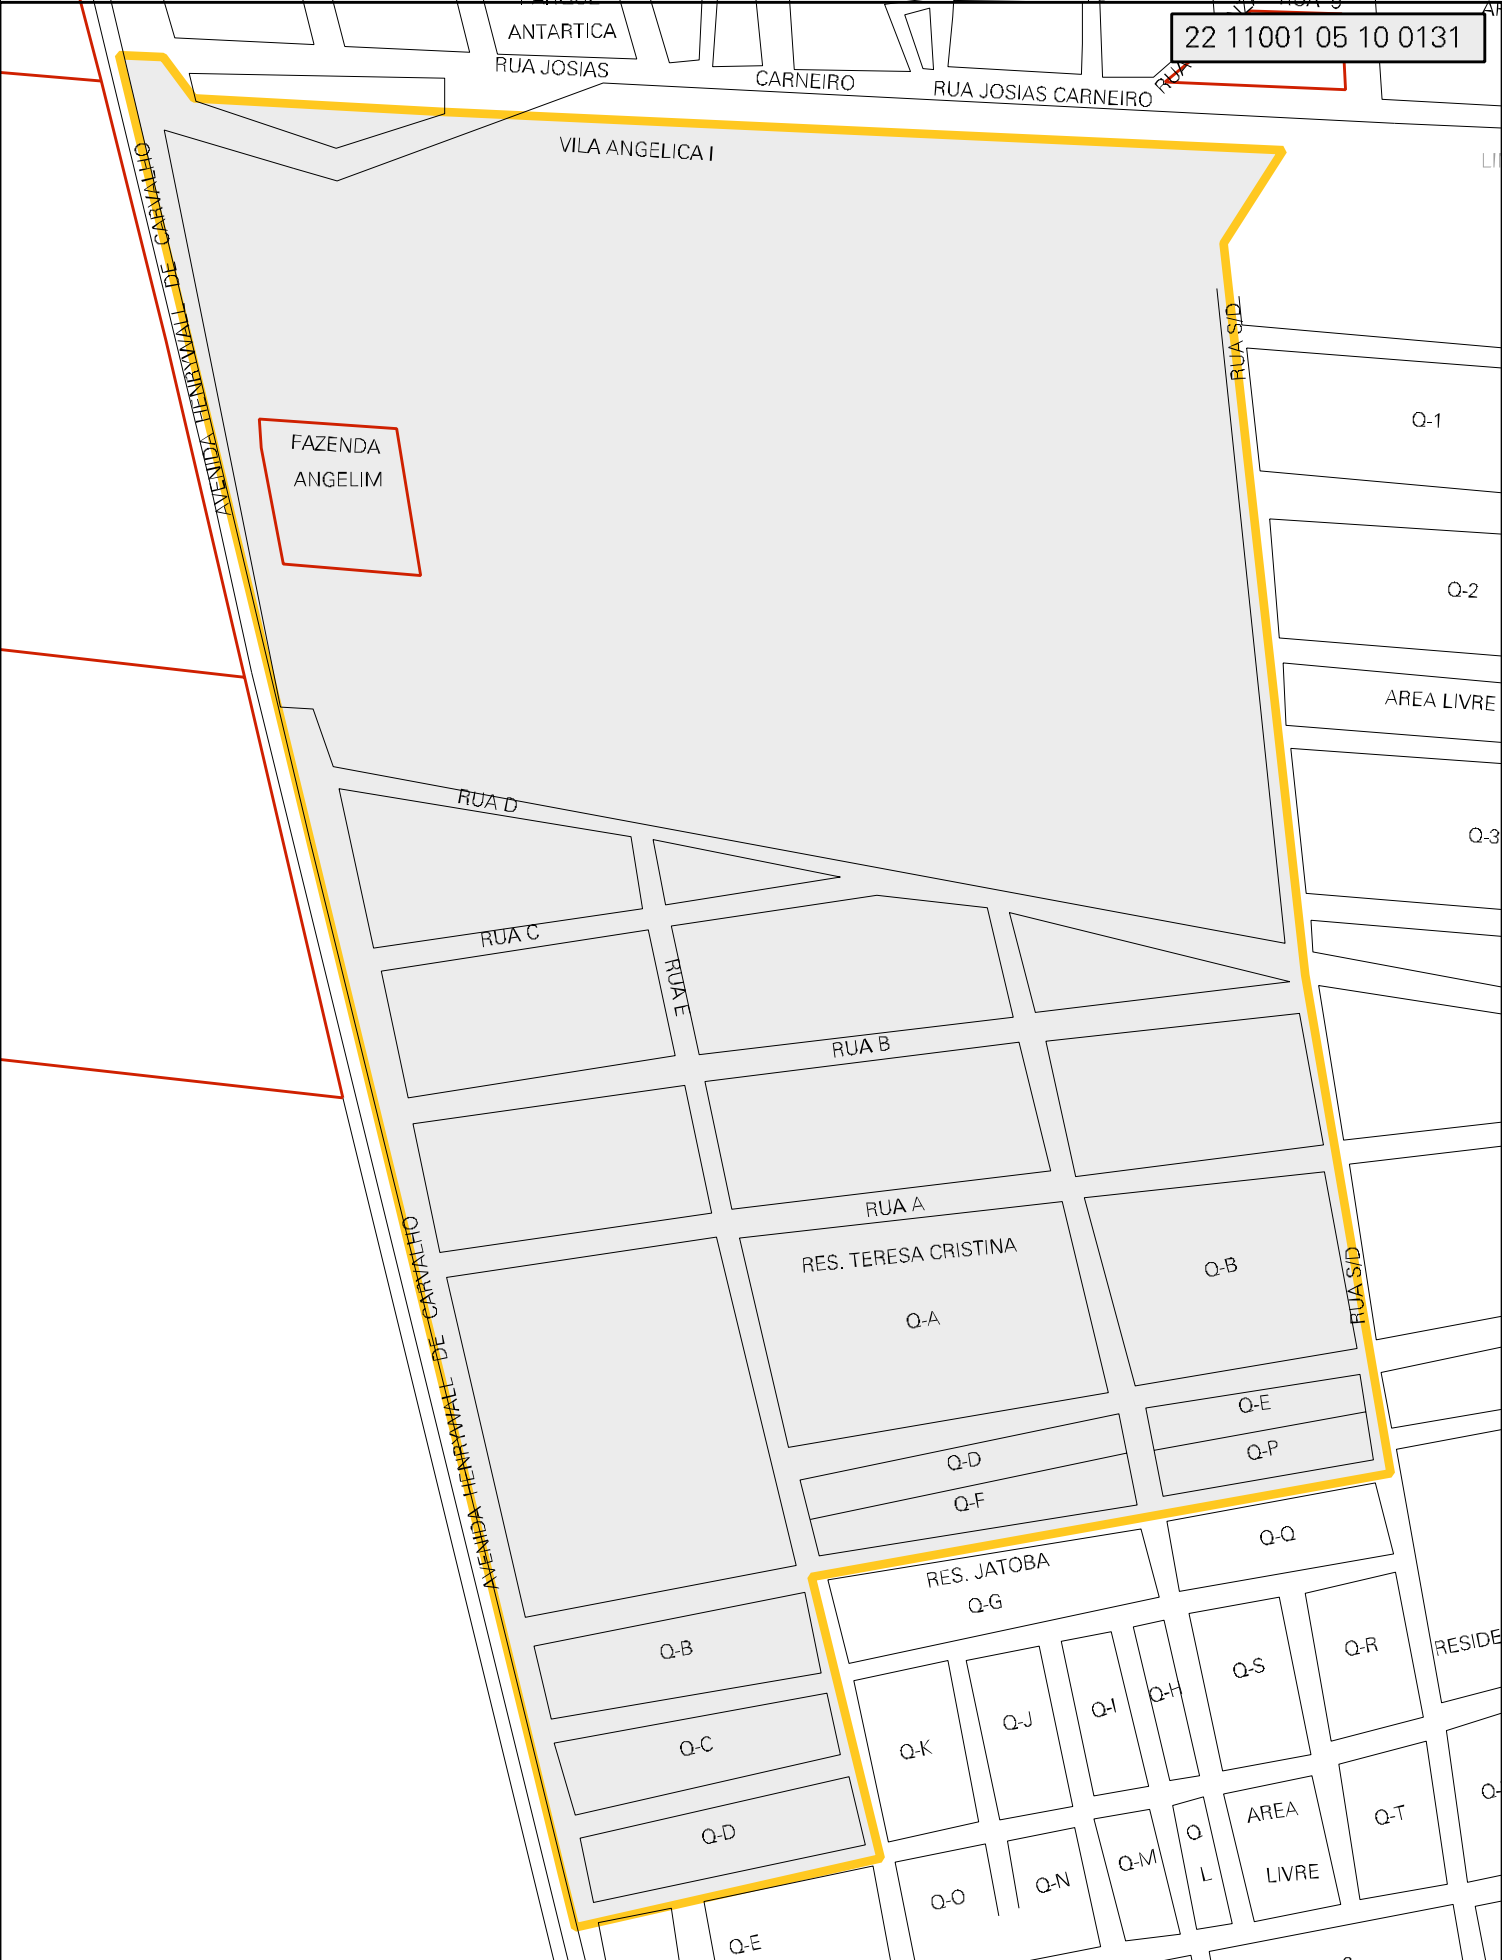 ANTARTICA
22 11001 05 10 0131
RUA JOSIAS
CARNEIRO
RUA JOSIAS CARNEIRO
RUA
VILA ANGELICA I
AVENIDA HENRYWALL DE CARVALHO
RUA S/D
Q-1
FAZENDA
ANGELIM
Q-2
AREA LIVRE
RUA D
Q-3
RUA C
RUA E
RUA B
RUA A
RES. TERESA CRISTINA
Q-A
Q-B
RUA S/D
AVENIDA HENRYWALL DE CARVALHO
Q-E
Q-D
Q-P
Q-F
Q-Q
RES. JATOBA
Q-G
Q-B
Q-R
RESIDE
Q-S
Q-H
Q-I
Q-J
Q-K
Q-C
AREA
LIVRE
Q-T
Q
L
Q-D
Q-M
Q-N
Q-O
Q-E